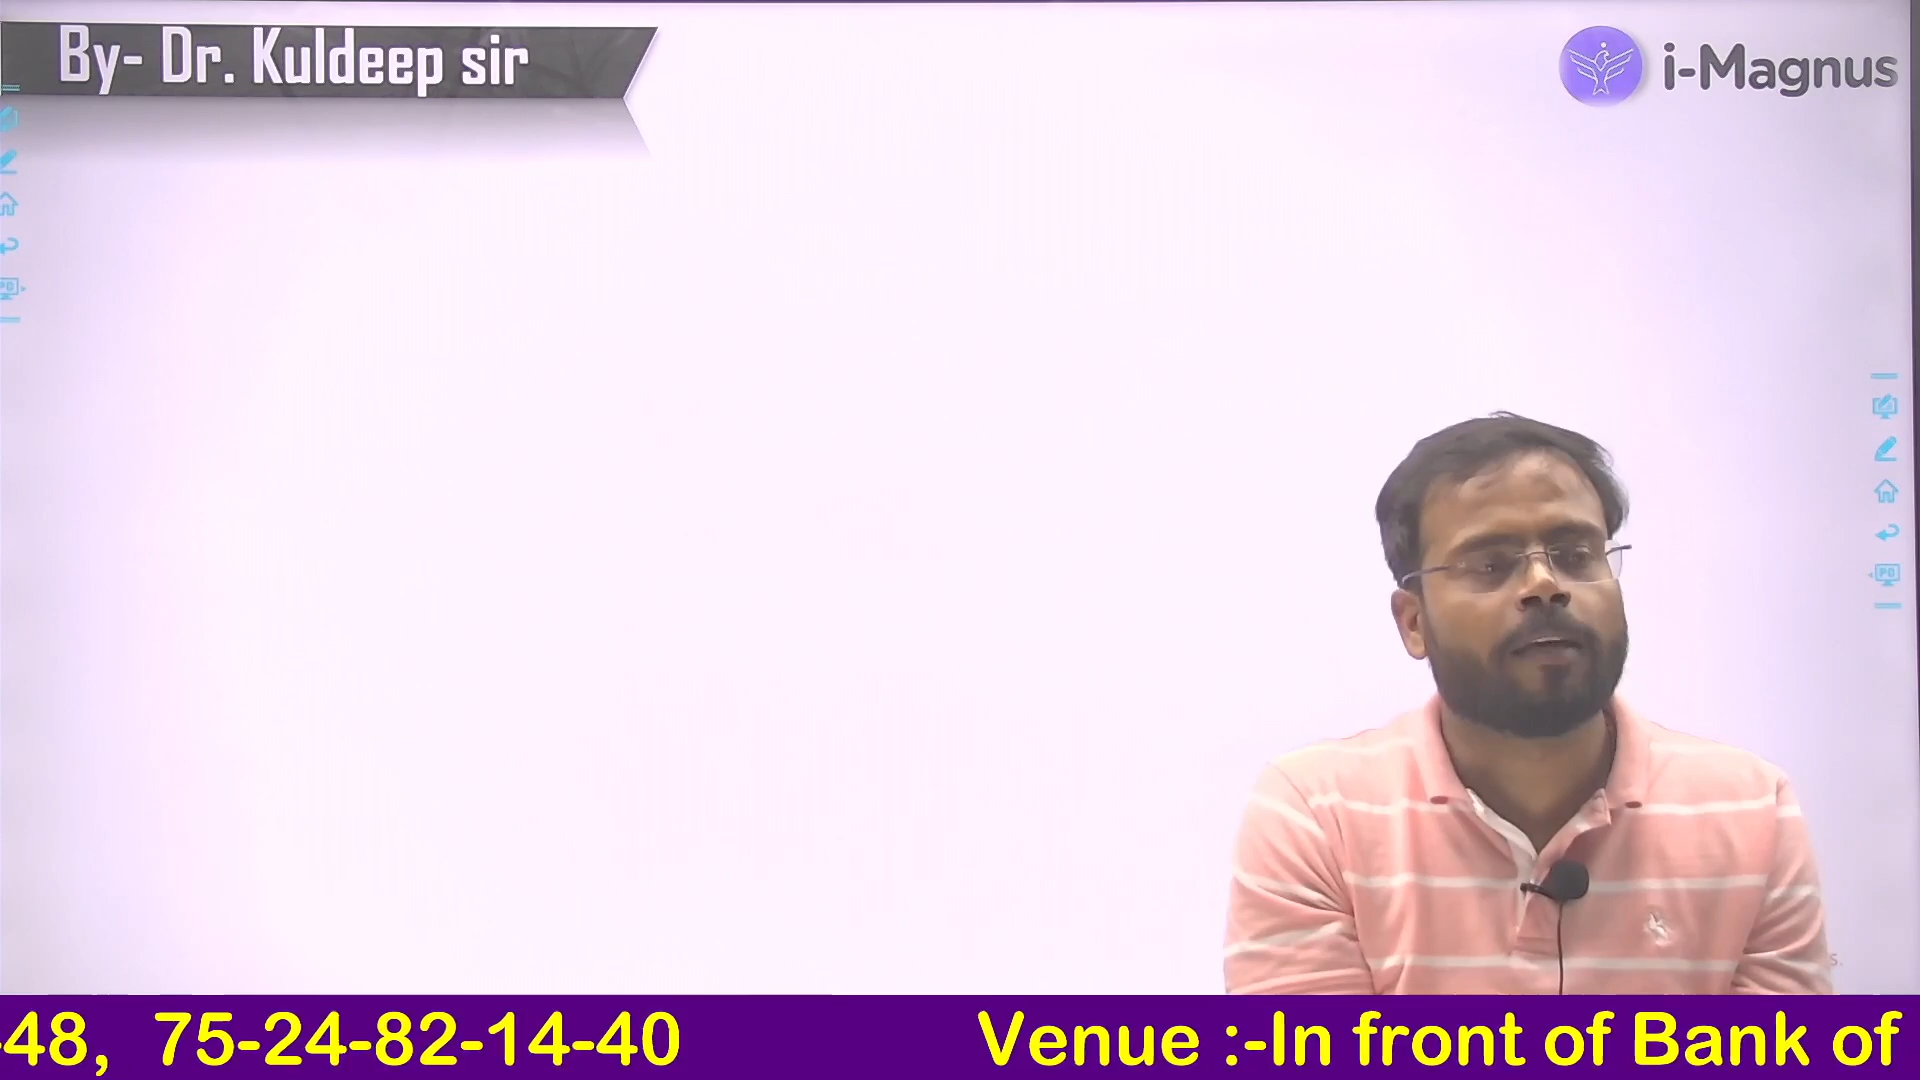 By- Dr. Kuldeep sir
i-Magnus
s.
-48, 75-24-82-14-40
Venue :-In front of Bank of